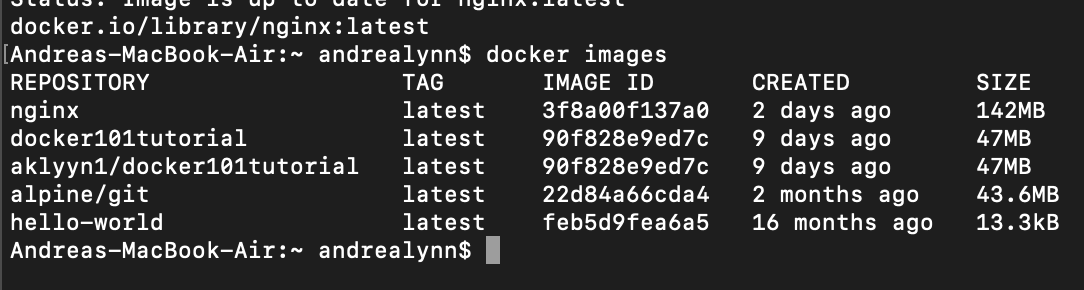 Status: Image is up to date for nginx:latest
docker.io/library/nginx:latest
[Andreas-MacBook-Air:~ andrealynn$ docker images
REPOSITORY TAG IMAGE ID CREATED SIZE
nginx latest 3f8a00f137a0 2 days ago 142MB
docker101tutorial latest 90f828e9ed7c 9 days ago 47MB
aklyyn1/docker101tutorial latest 90f828e9ed7c 9 days ago 47MB
alpine/git latest 22d84a66cda4 2 months ago 43.6MB
hello-world latest feb5d9fea6a5 16 months ago 13.3kB
Andreas-MacBook-Air:~ andrealynn$